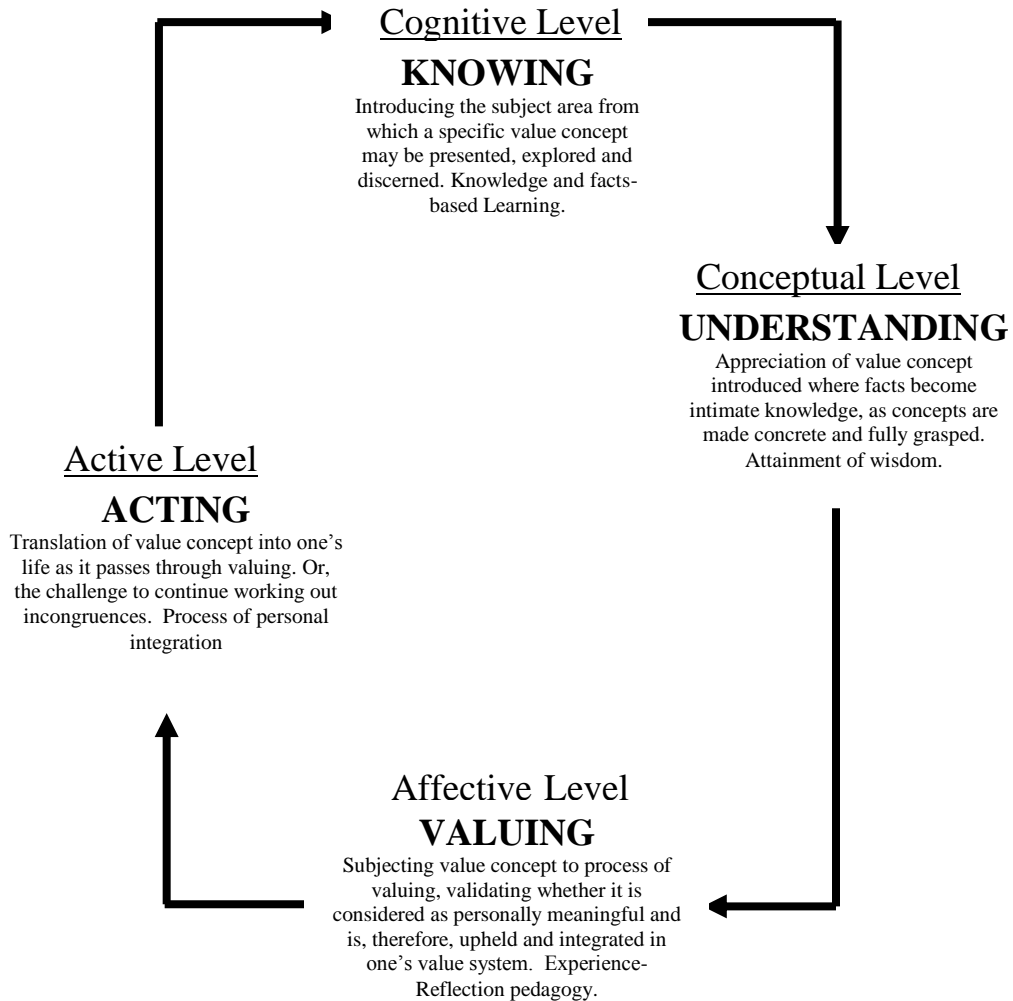 Cognitive Level
KNOWING
Introducing the subject area from
which a specific value concept
may be presented, explored and
discerned. Knowledge and facts-
based Learning.
Conceptual Level
UNDERSTANDING
Appreciation of value concept
introduced where facts become
intimate knowledge, as concepts are
made concrete and fully grasped.
Attainment of wisdom.
Affective Level
VALUING
Subjecting value concept to process of
valuing, validating whether it is
considered as personally meaningful and
is, therefore, upheld and integrated in
one’s value system. Experience-
Reflection pedagogy.
Active Level
ACTING
Translation of value concept into one’s
life as it passes through valuing. Or,
the challenge to continue working out
incongruences. Process of personal
integration